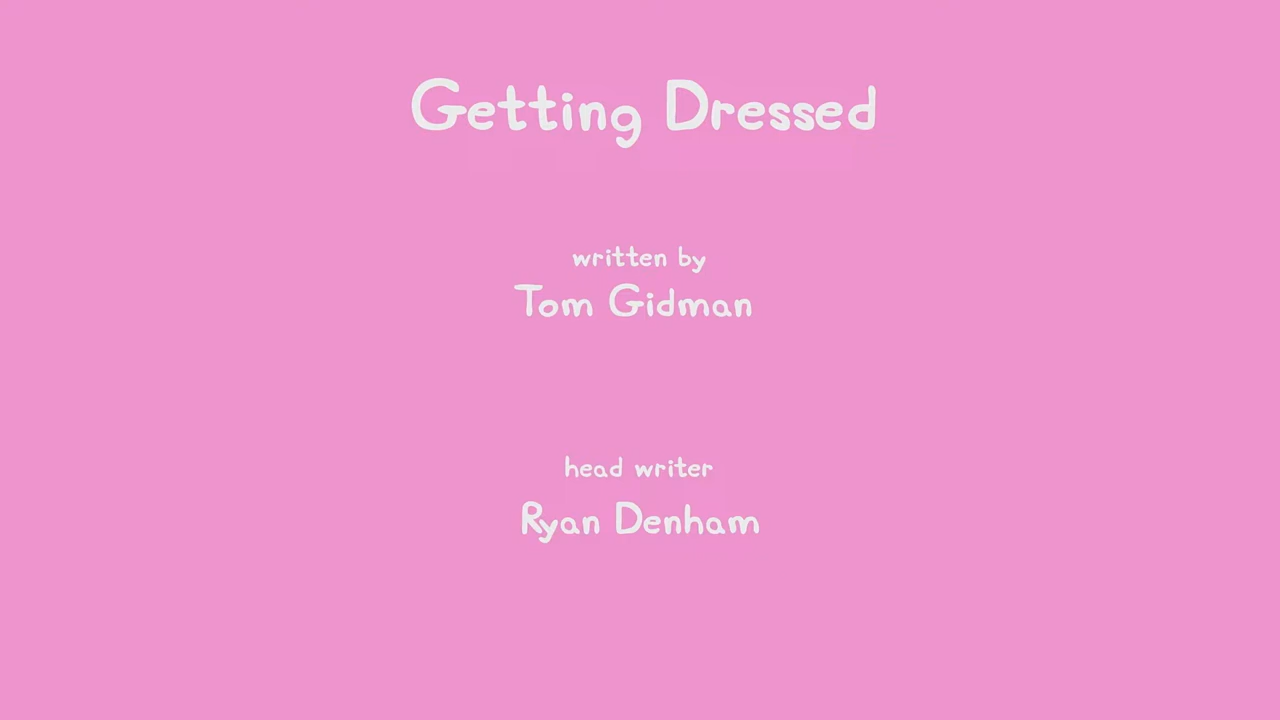 Getting Dressed
written by
Tom Gidman
head writer
Ryan Denham